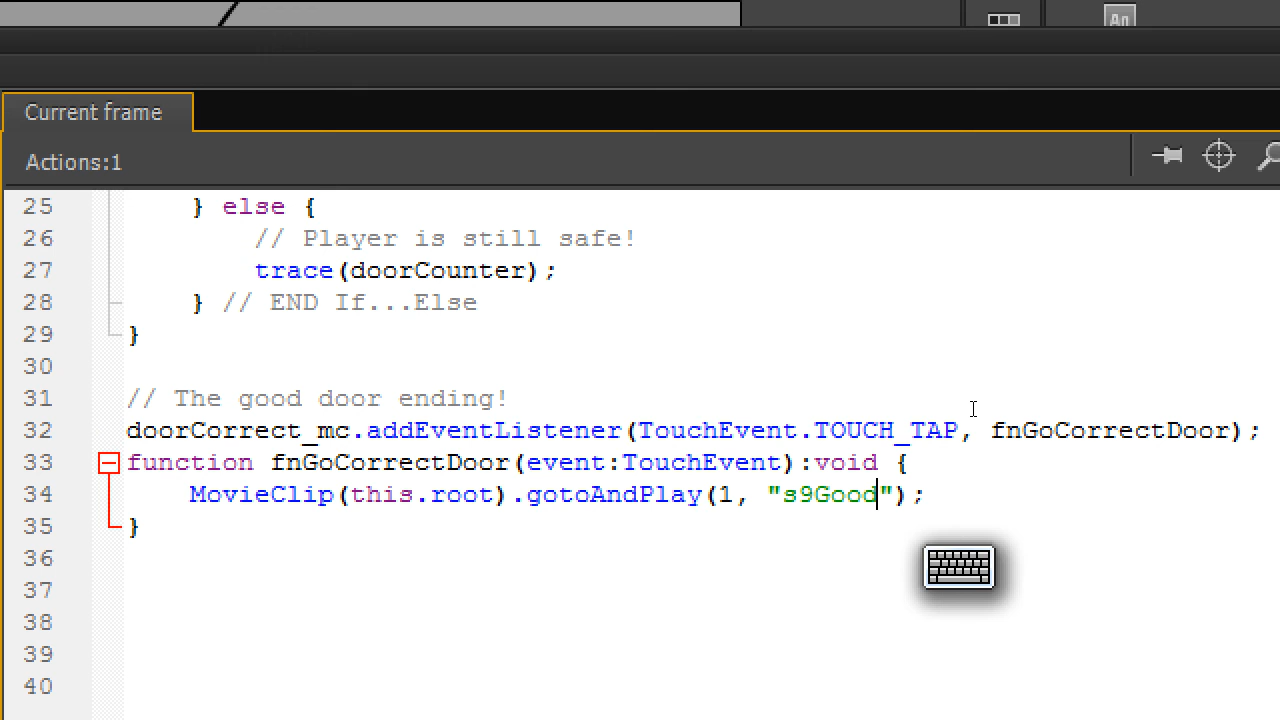 An
Current frame
Actions:1
25 } else {
26 // Player is still safe!
27 trace(doorCounter);
28 } // END If...Else
29 }
30
31 // The good door ending!
32 doorCorrect_mc.addEventListener(TouchEvent.TOUCH_TAP, fnGoCorrectDoor);
33 function fnGoCorrectDoor(event:TouchEvent):void {
34 MovieClip(this.root).gotoAndPlay(1, "s9Good");
35 }
36
37
38
39
40